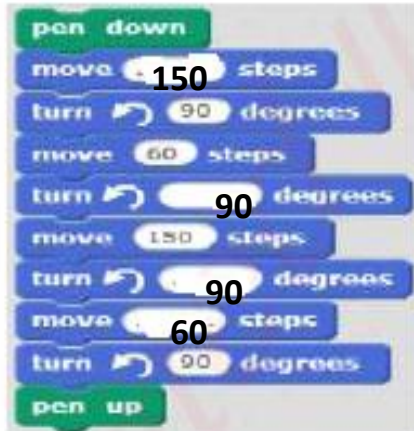 pen down
move 150 steps
turn 90 degrees
move 60 steps
turn 90 degrees
move 150 steps
turn 90 degrees
move 60 steps
turn 90 degrees
pen up